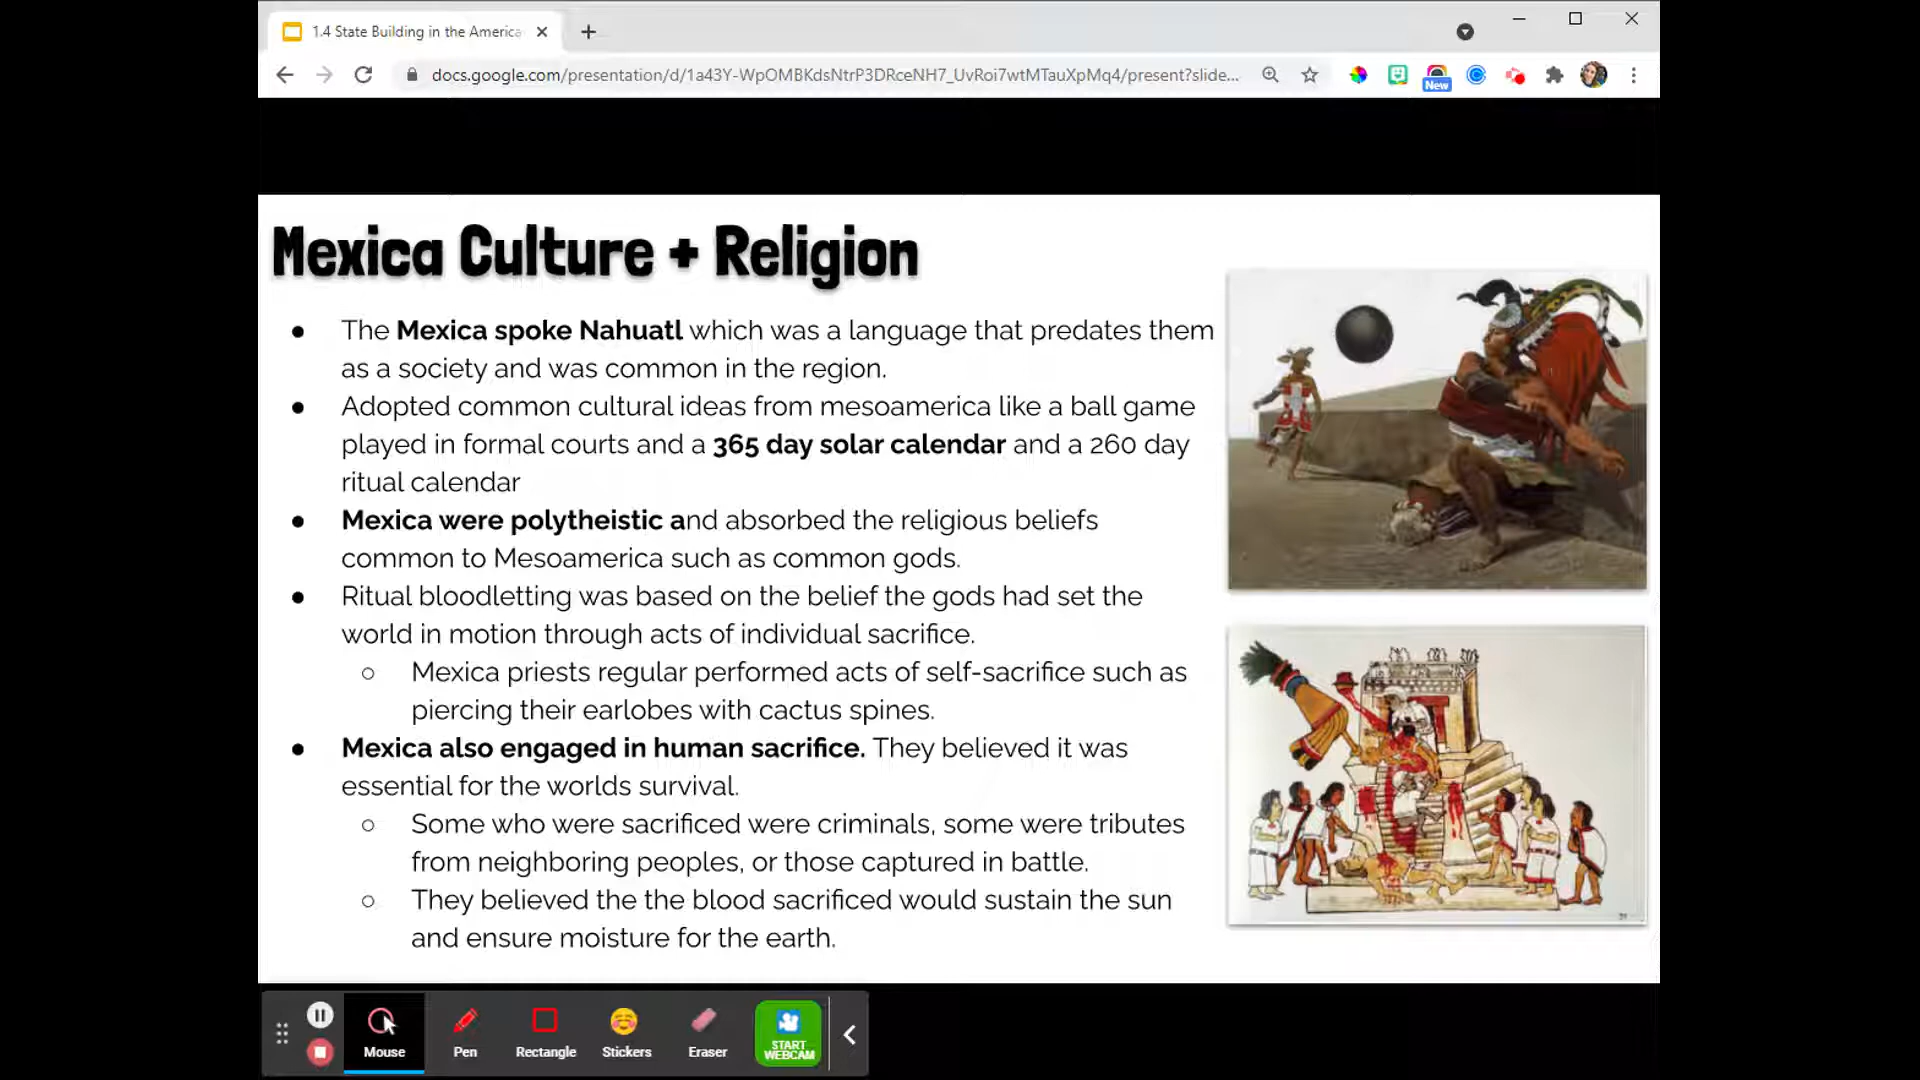 1.4 State Building in the America
docs.google.com/presentation/d/1a43Y-WpOMBKdsNtrP3DRceNH7_UvRoi7wtMTauXpMq4/present?slide...
New
Mexica Culture + Religion
● The Mexica spoke Nahuatl which was a language that predates them
as a society and was common in the region.
● Adopted common cultural ideas from mesoamerica like a ball game
played in formal courts and a 365 day solar calendar and a 260 day
ritual calendar
● Mexica were polytheistic and absorbed the religious beliefs
common to Mesoamerica such as common gods.
● Ritual bloodletting was based on the belief the gods had set the
world in motion through acts of individual sacrifice.
○ Mexica priests regular performed acts of self-sacrifice such as
piercing their earlobes with cactus spines.
● Mexica also engaged in human sacrifice. They believed it was
essential for the worlds survival.
○ Some who were sacrificed were criminals, some were tributes
from neighboring peoples, or those captured in battle.
○ They believed the the blood sacrificed would sustain the sun
and ensure moisture for the earth.
Mouse
Pen
Rectangle
Stickers
Eraser
START
WEBCAM